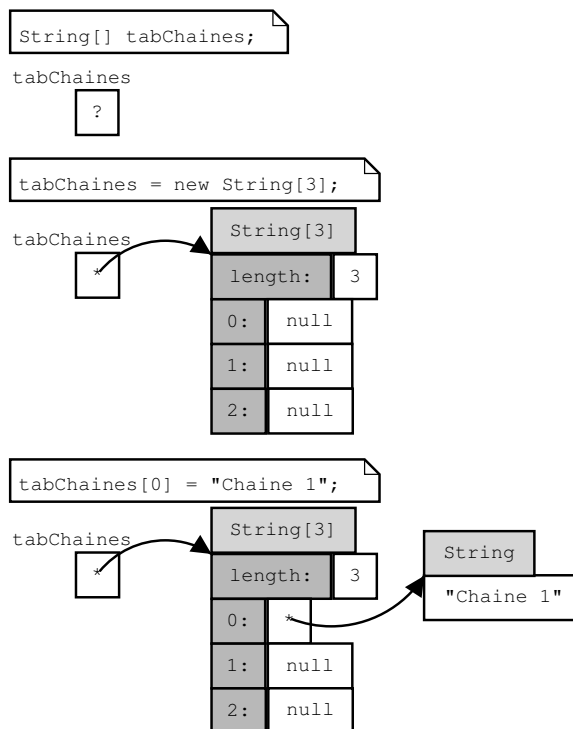 String[] tabChaines;
tabChaines
?
tabChaines = new String[3];
tabChaines
*
String[3]
length: 3
0: null
1: null
2: null
tabChaines[0] = "Chaine 1";
tabChaines
*
String[3]
length: 3
0: *
1: null
2: null
String
"Chaine 1"